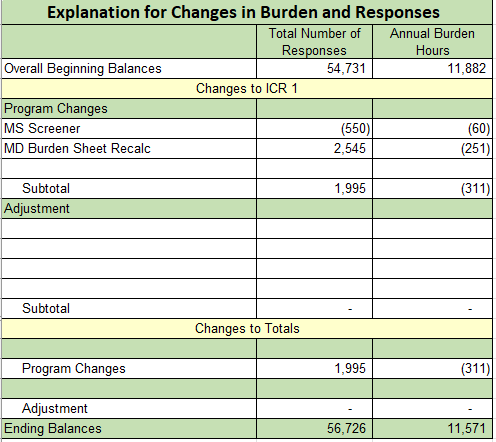 Explanation for Changes in Burden and Responses
Total Number of Responses Annual Burden Hours
Overall Beginning Balances 54,731 11,882
Changes to ICR 1
Program Changes
MS Screener (550) (60)
MD Burden Sheet Recalc 2,545 (251)
Subtotal 1,995 (311)
Adjustment
Subtotal - -
Changes to Totals
Program Changes 1,995 (311)
Adjustment - -
Ending Balances 56,726 11,571